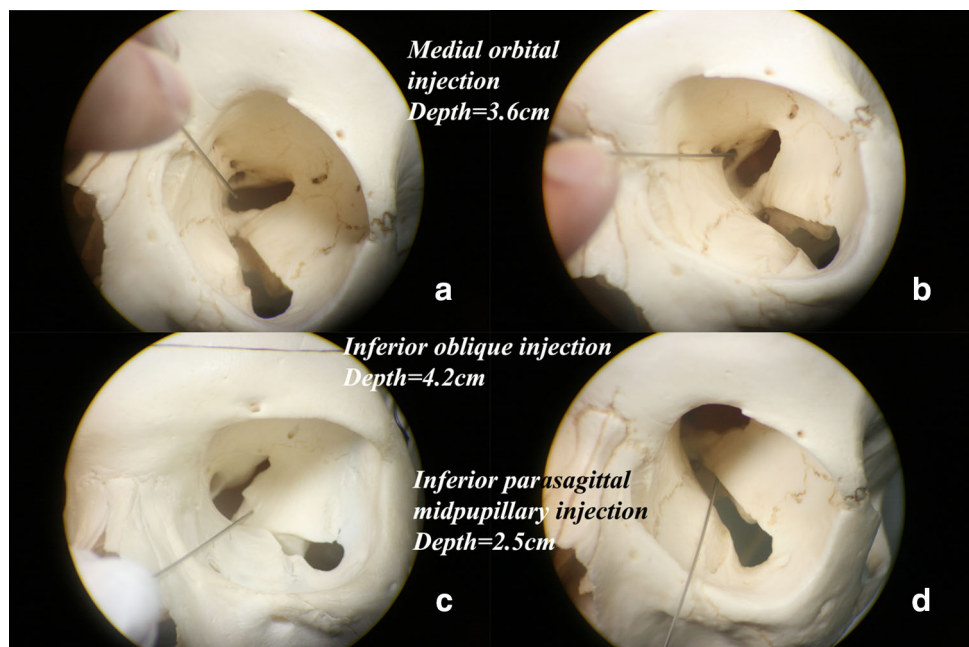 Medial orbital
injection
Depth=3.6cm
a
b
Inferior oblique injection
Depth=4.2cm
Inferior parasagittal
midpupillary injection
Depth=2.5cm
c
d